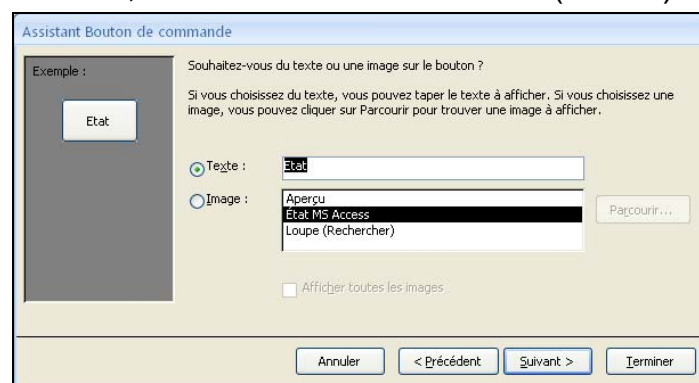 Assistant Bouton de commande
Exemple :
Etat
Souhaitez-vous du texte ou une image sur le bouton ?
Si vous choisissez du texte, vous pouvez taper le texte à afficher. Si vous choisissez une
image, vous pouvez cliquer sur Parcourir pour trouver une image à afficher.
Texte :
Etat
Image :
Aperçu
État MS Access
Loupe (Rechercher)
Parcourir...
Afficher toutes les images
Annuler
< Précédent
Suivant >
Terminer